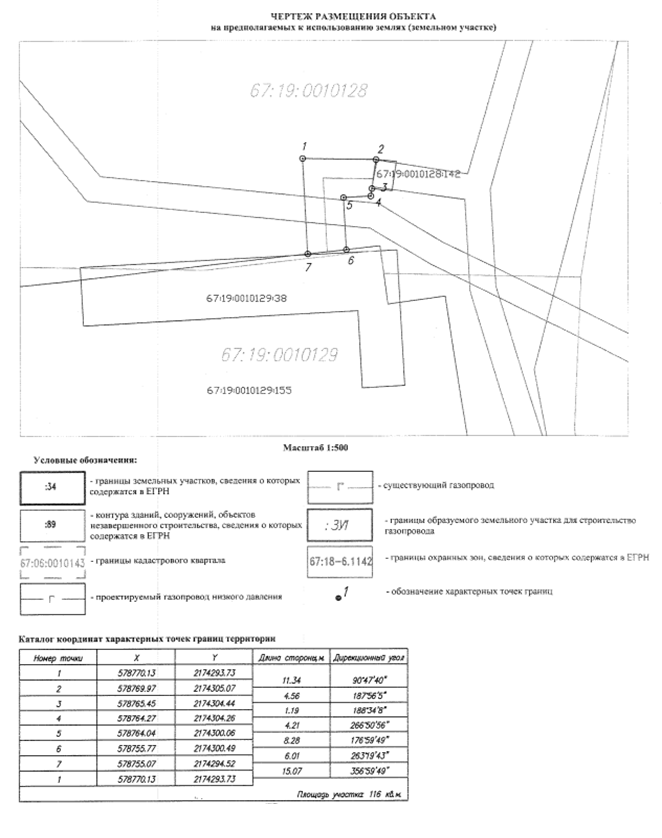 ЧЕРТЕЖ РАЗМЕЩЕНИЯ ОБЪЕКТА
на предполагаемых к использованию землях (земельном участке)
67:19:0010128
1
2
67:19:0010128:142
3
4
5
6
7
67:19:0010129:38
67:19:0010129
67:19:0010129:155
Масштаб 1:500
Условные обозначения:
:34
- границы земельных участков, сведения о которых
содержатся в ЕГРН
Г
- существующий газопровод
:89
- контура зданий, сооружений, объектов
незавершенного строительства, сведения о которых
содержатся в ЕГРН
:ЗУ1
- границы образуемого земельного участка для строительство
газопровода
67:06:0010143
- границы кадастрового квартала
67:18-6.1142
- границы охранных зон, сведения о которых содержатся в ЕГРН
Г
- проектируемый газопровод низкого давления
1
- обозначение характерных точек границ
Каталог координат характерных точек границ территории
Номер точки X Y Длина сторон, м. Дирекционный угол
1 578770.13 2174293.73
11.34 90°47'40"
2 578769.97 2174305.07
4.56 187°56'5"
3 578765.45 2174304.44
1.19 188°34'8"
4 578764.27 2174304.26
4.21 266°50'56"
5 578764.04 2174300.06
8.28 176°59'49"
6 578755.77 2174300.49
6.01 263°19'43"
7 578755.07 2174294.52
15.07 356°59'49"
1 578770.13 2174293.73
Площадь участка 116 кв.м.